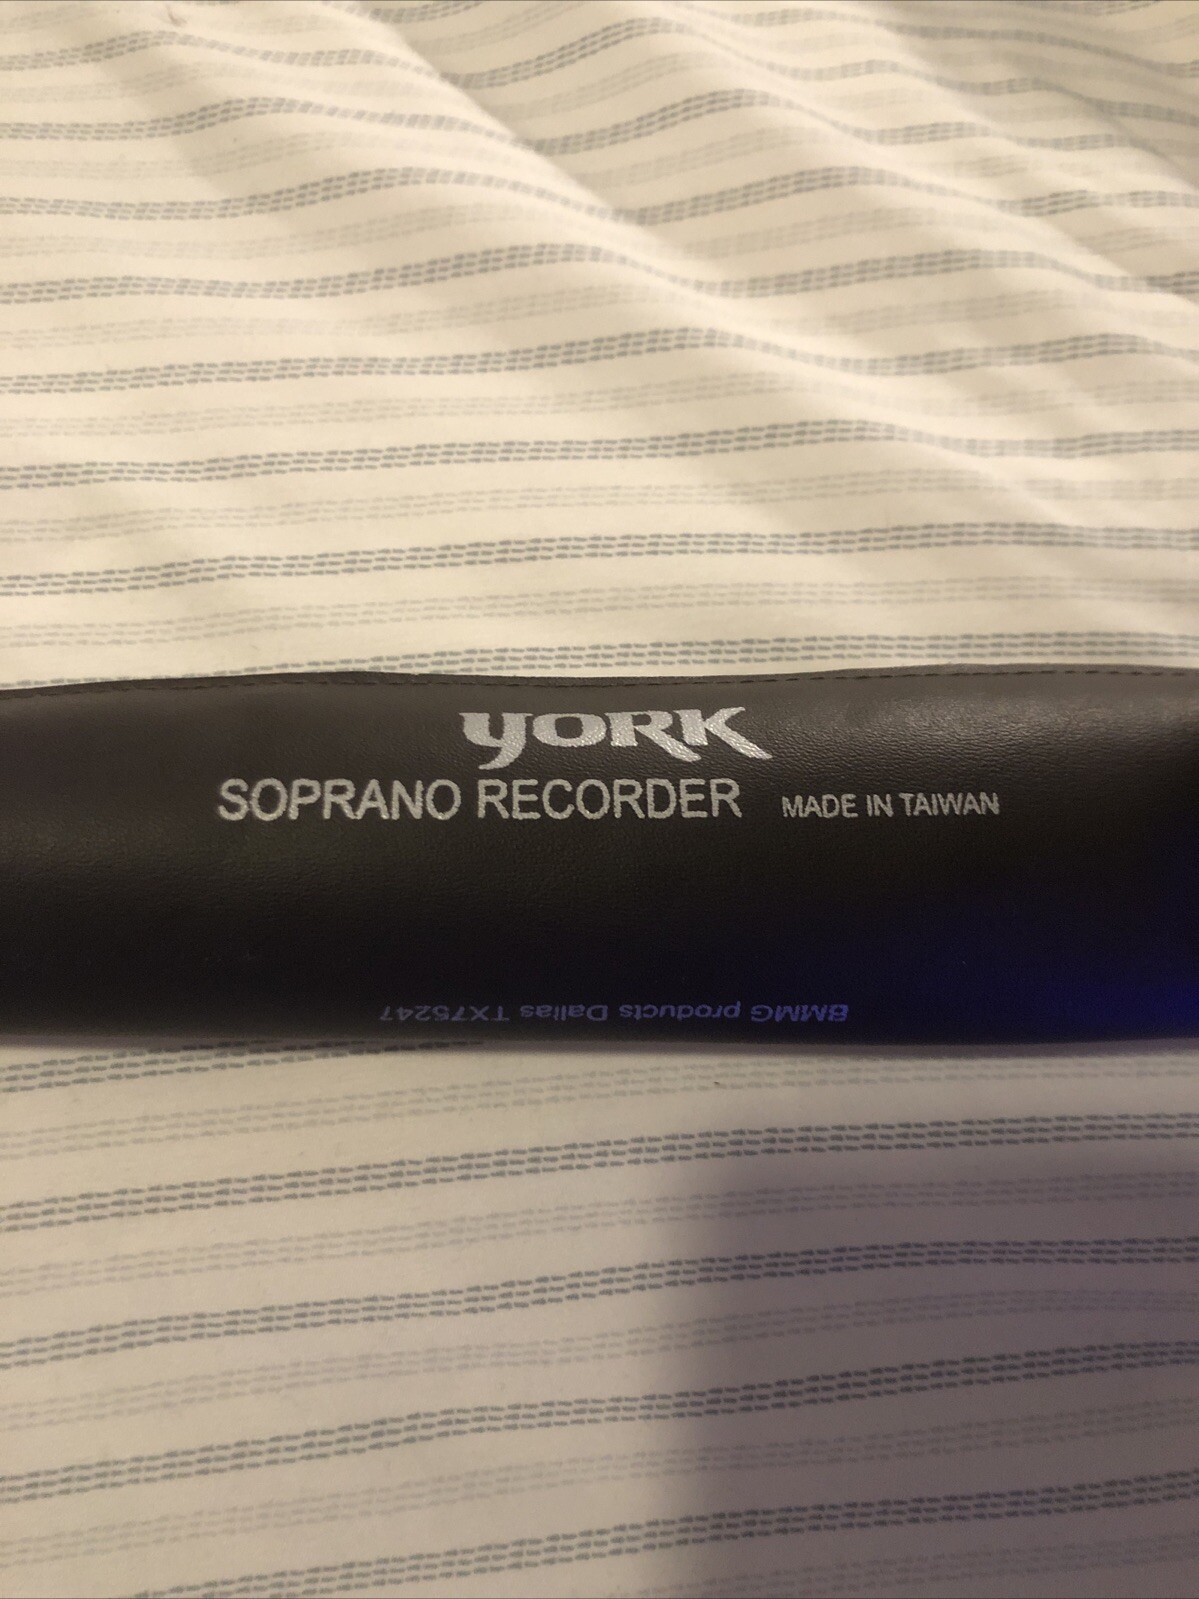 YORK
SOPRANO RECORDER MADE IN TAIWAN
BMMG products Dallas TX75247